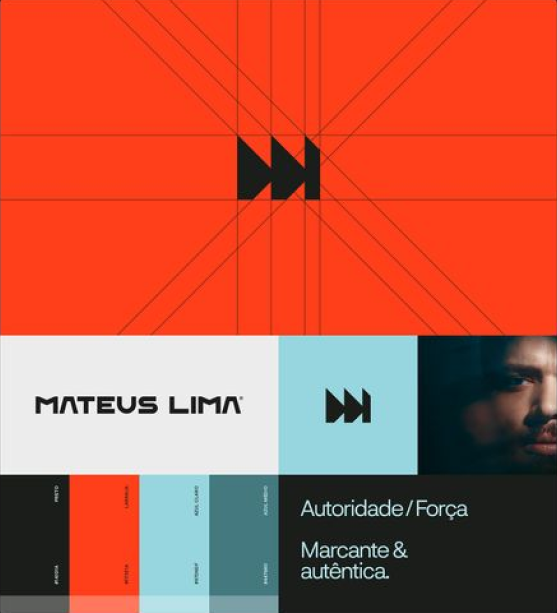 MATEUS LIMA
PRETO
LARANJA
AZUL CLARO
AZUL MÉDIO
Autoridade / Força
Marcante &
autêntica.